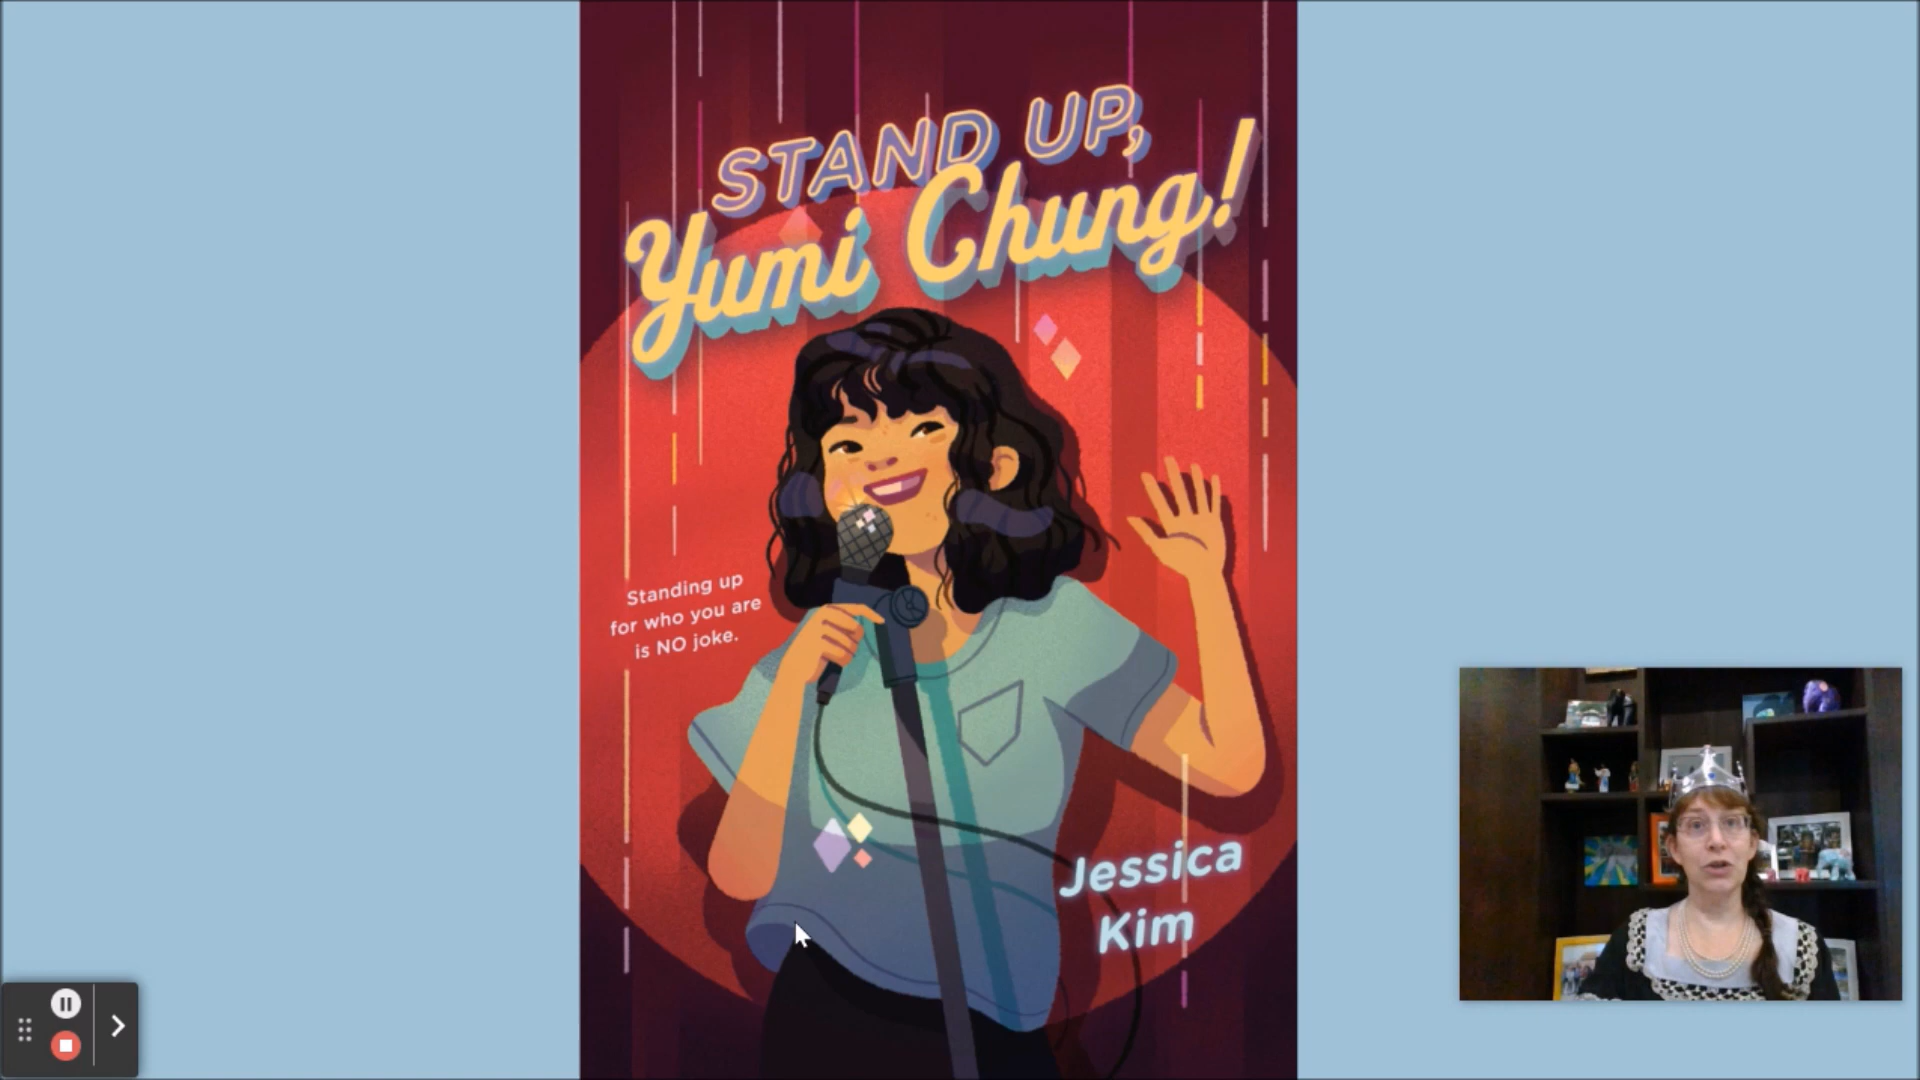 STAND UP,
Yumi Chung!
Standing up
for who you are
is NO joke.
Jessica
Kim